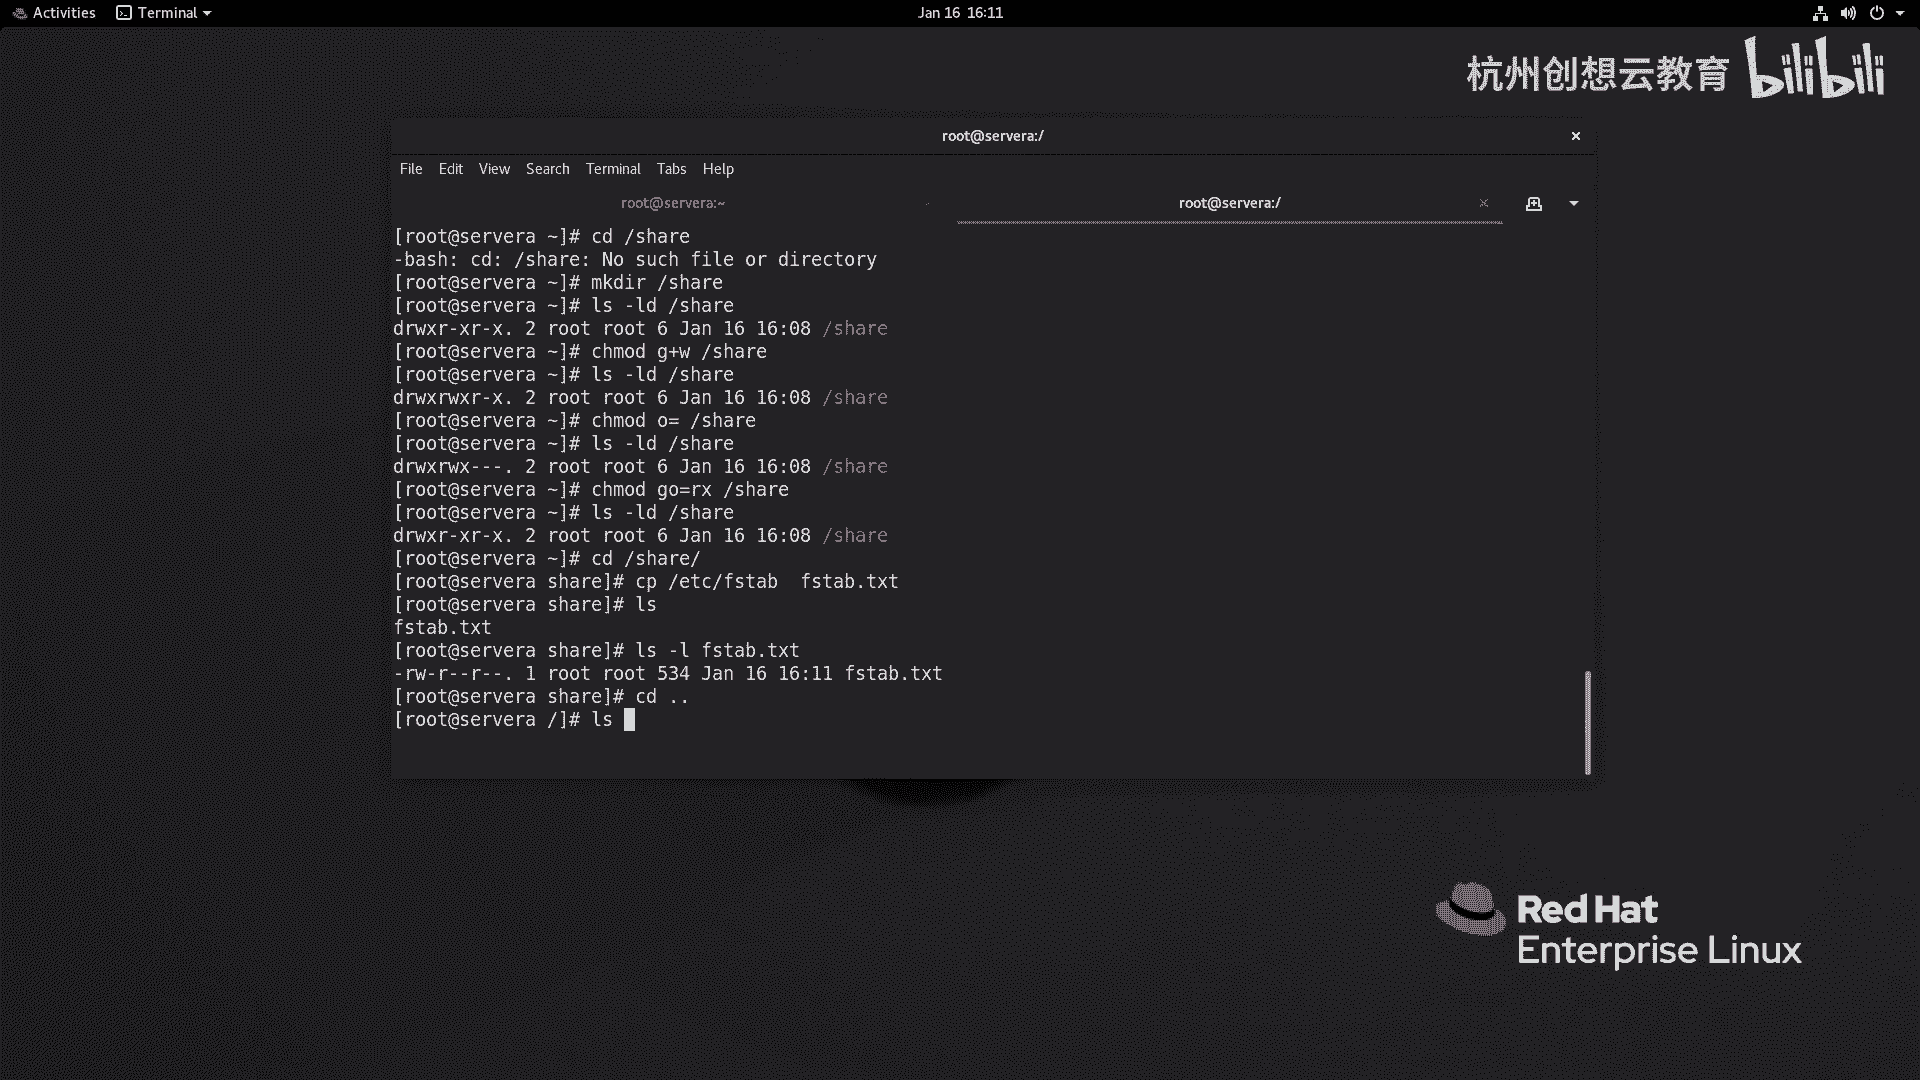 Activities Terminal Jan 16 16:11
杭州创想云教育 bilibili
root@servera:/
File Edit View Search Terminal Tabs Help
root@servera:~ root@servera:/
[root@servera ~]# cd /share
-bash: cd: /share: No such file or directory
[root@servera ~]# mkdir /share
[root@servera ~]# ls -ld /share
drwxr-xr-x. 2 root root 6 Jan 16 16:08 /share
[root@servera ~]# chmod g+w /share
[root@servera ~]# ls -ld /share
drwxrwxr-x. 2 root root 6 Jan 16 16:08 /share
[root@servera ~]# chmod o= /share
[root@servera ~]# ls -ld /share
drwxrwx---. 2 root root 6 Jan 16 16:08 /share
[root@servera ~]# chmod go=rx /share
[root@servera ~]# ls -ld /share
drwxr-xr-x. 2 root root 6 Jan 16 16:08 /share
[root@servera ~]# cd /share/
[root@servera share]# cp /etc/fstab  fstab.txt
[root@servera share]# ls
fstab.txt
[root@servera share]# ls -l fstab.txt
-rw-r--r--. 1 root root 534 Jan 16 16:11 fstab.txt
[root@servera share]# cd ..
[root@servera /]# ls
Red Hat
Enterprise Linux